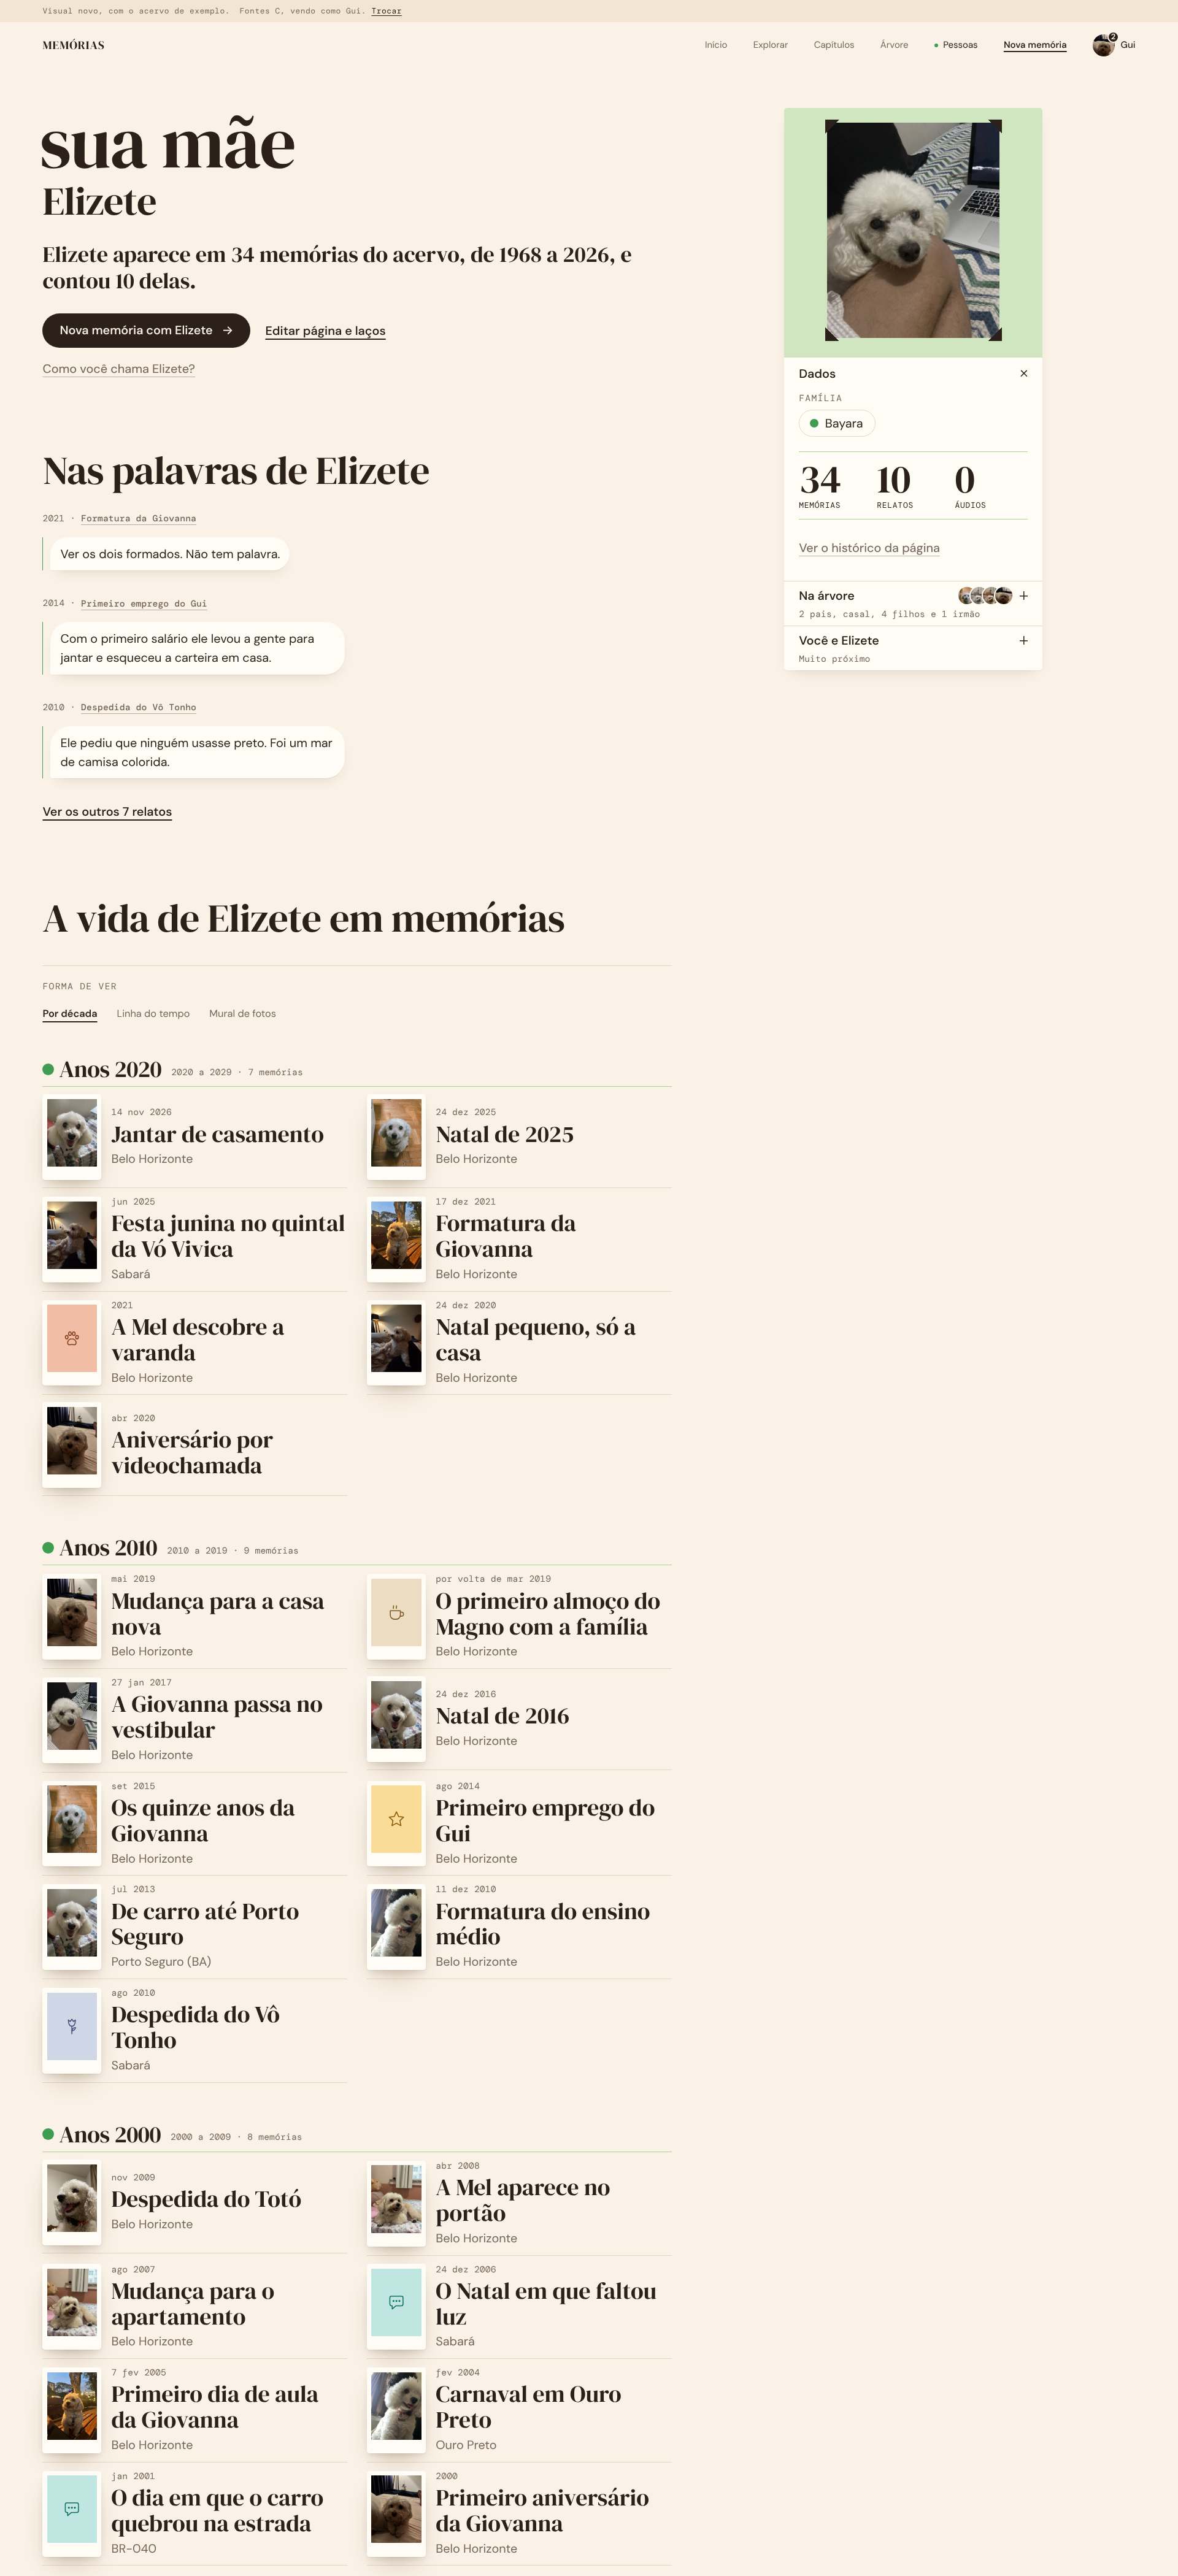 Visual novo, com o acervo de exemplo. Fontes C, vendo como Gui. Trocar
MEMÓRIAS
Início
Explorar
Capítulos
Árvore
Pessoas
Nova memória
2
Gui
sua mãe
Elizete
Elizete aparece em 34 memórias do acervo, de 1968 a 2026, e
contou 10 delas.
Nova memória com Elizete →
Editar página e laços
Como você chama Elizete?
Dados
FAMÍLIA
Bayara
34
MEMÓRIAS
10
RELATOS
0
ÁUDIOS
Ver o histórico da página
Na árvore
2 pais, casal, 4 filhos e 1 irmão
Você e Elizete
Muito próximo
Nas palavras de Elizete
2021 · Formatura da Giovanna
Ver os dois formados. Não tem palavra.
2014 · Primeiro emprego do Gui
Com o primeiro salário ele levou a gente para
jantar e esqueceu a carteira em casa.
2010 · Despedida do Vô Tonho
Ele pediu que ninguém usasse preto. Foi um mar
de camisa colorida.
Ver os outros 7 relatos
A vida de Elizete em memórias
FORMA DE VER
Por década
Linha do tempo
Mural de fotos
Anos 2020
2020 a 2029 · 7 memórias
14 nov 2026
Jantar de casamento
Belo Horizonte
24 dez 2025
Natal de 2025
Belo Horizonte
jun 2025
Festa junina no quintal
da Vó Vivica
Sabará
17 dez 2021
Formatura da
Giovanna
Belo Horizonte
2021
A Mel descobre a
varanda
Belo Horizonte
24 dez 2020
Natal pequeno, só a
casa
Belo Horizonte
abr 2020
Aniversário por
videochamada
Anos 2010
2010 a 2019 · 9 memórias
mai 2019
Mudança para a casa
nova
Belo Horizonte
por volta de mar 2019
O primeiro almoço do
Magno com a família
Belo Horizonte
27 jan 2017
A Giovanna passa no
vestibular
Belo Horizonte
24 dez 2016
Natal de 2016
Belo Horizonte
set 2015
Os quinze anos da
Giovanna
Belo Horizonte
ago 2014
Primeiro emprego do
Gui
Belo Horizonte
jul 2013
De carro até Porto
Seguro
Porto Seguro (BA)
11 dez 2010
Formatura do ensino
médio
Belo Horizonte
ago 2010
Despedida do Vô
Tonho
Sabará
Anos 2000
2000 a 2009 · 8 memórias
nov 2009
Despedida do Totó
Belo Horizonte
abr 2008
A Mel aparece no
portão
Belo Horizonte
ago 2007
Mudança para o
apartamento
Belo Horizonte
24 dez 2006
O Natal em que faltou
luz
Sabará
7 fev 2005
Primeiro dia de aula
da Giovanna
Belo Horizonte
fev 2004
Carnaval em Ouro
Preto
Ouro Preto
jan 2001
O dia em que o carro
quebrou na estrada
BR-040
2000
Primeiro aniversário
da Giovanna
Belo Horizonte